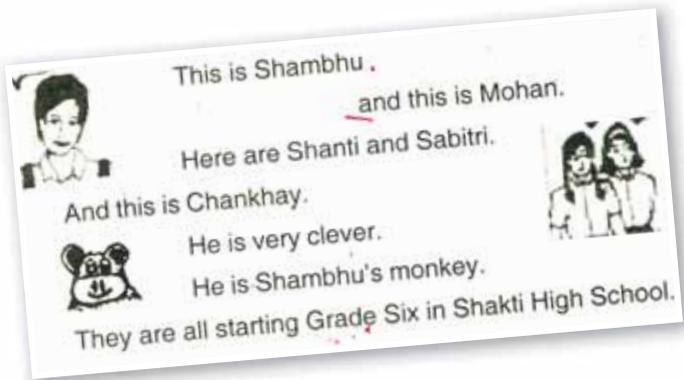 This is Shambhu.
and this is Mohan.
Here are Shanti and Sabitri.
And this is Chankhay.
He is very clever.
He is Shambhu's monkey.
They are all starting Grade Six in Shakti High School.